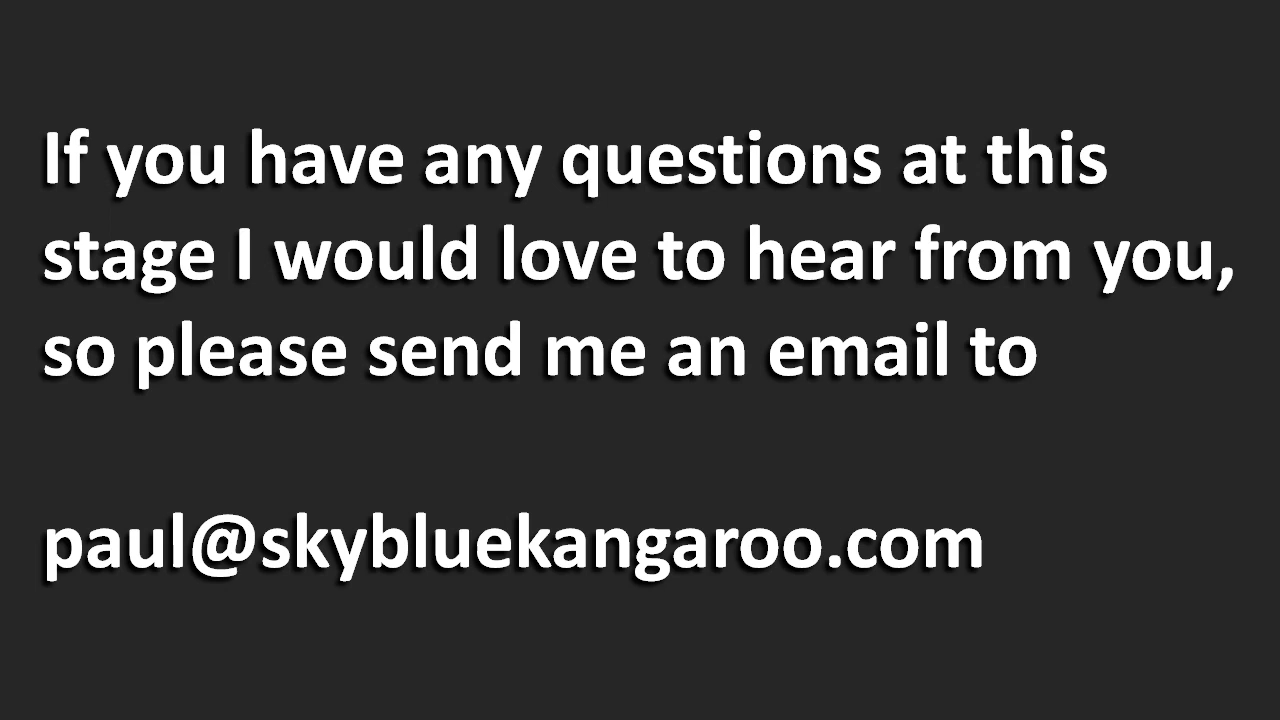 If you have any questions at this
stage I would love to hear from you,
so please send me an email to
paul@skybluekangaroo.com